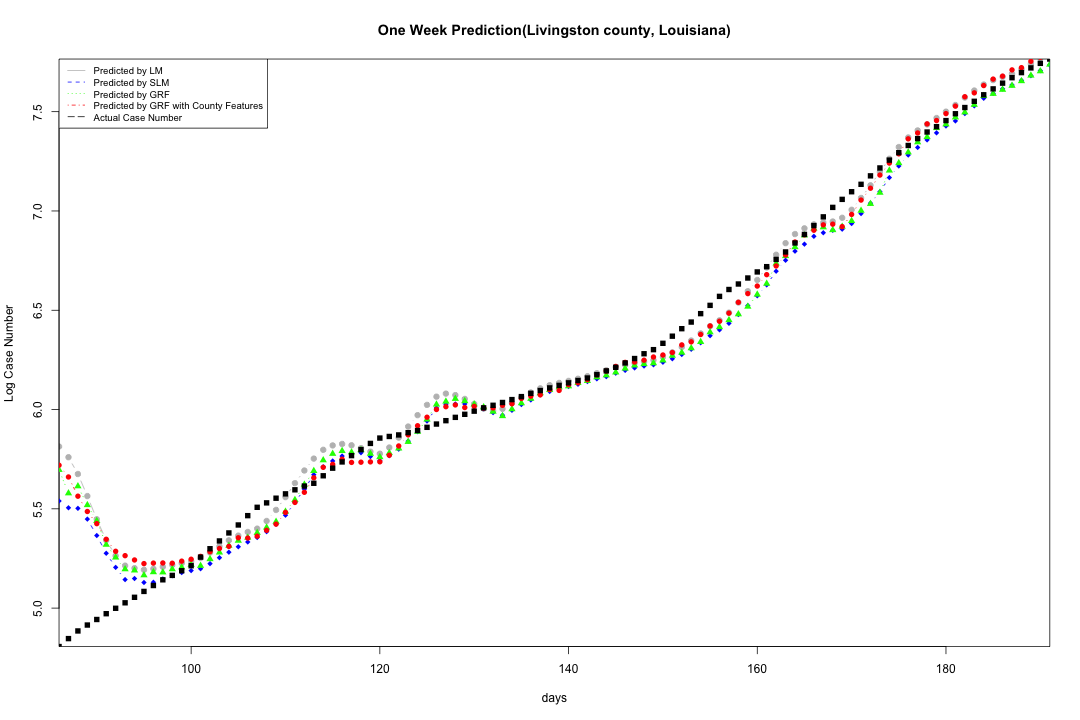 One Week Prediction(Livingston county, Louisiana)
Predicted by LM
Predicted by SLM
Predicted by GRF
Predicted by GRF with County Features
Actual Case Number
7.5
7.0
6.5
6.0
5.5
5.0
Log Case Number
100 120 140 160 180
days